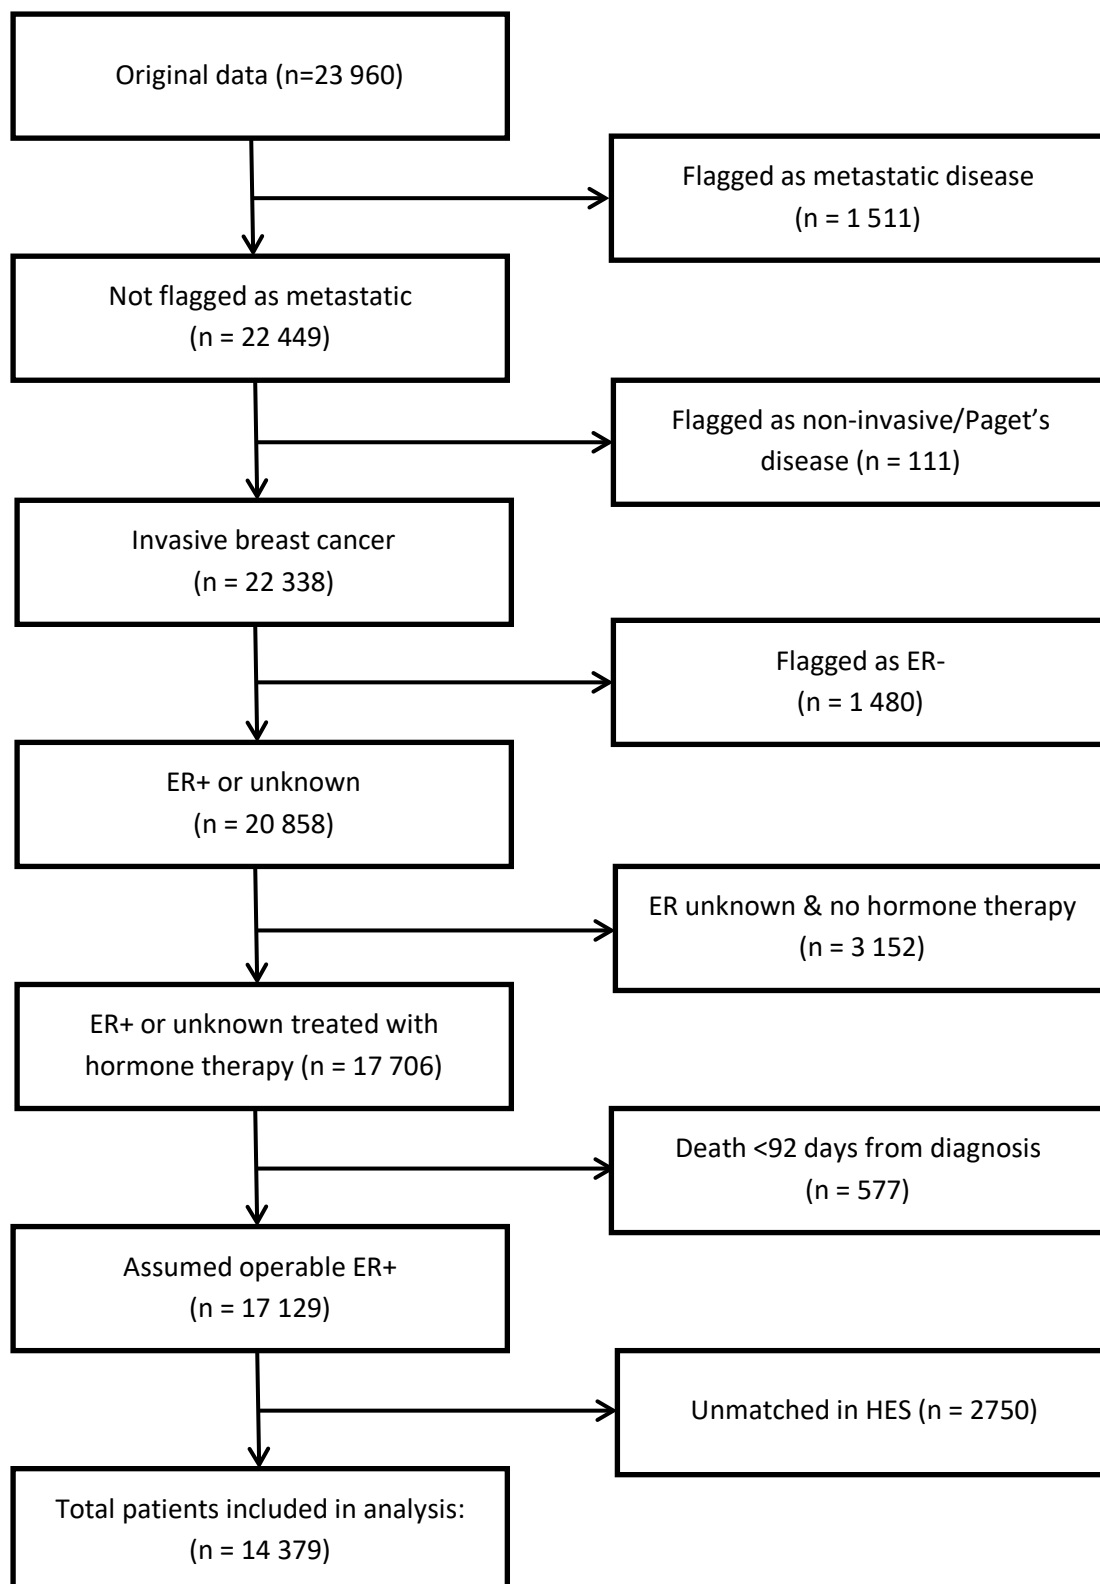 Original data (n=23 960)
Flagged as metastatic disease
(n = 1 511)
Not flagged as metastatic
(n = 22 449)
Flagged as non-invasive/Paget’s
disease (n = 111)
Invasive breast cancer
(n = 22 338)
Flagged as ER-
(n = 1 480)
ER+ or unknown
(n = 20 858)
ER unknown & no hormone therapy
(n = 3 152)
ER+ or unknown treated with
hormone therapy (n = 17 706)
Death <92 days from diagnosis
(n = 577)
Assumed operable ER+
(n = 17 129)
Unmatched in HES (n = 2750)
Total patients included in analysis:
(n = 14 379)